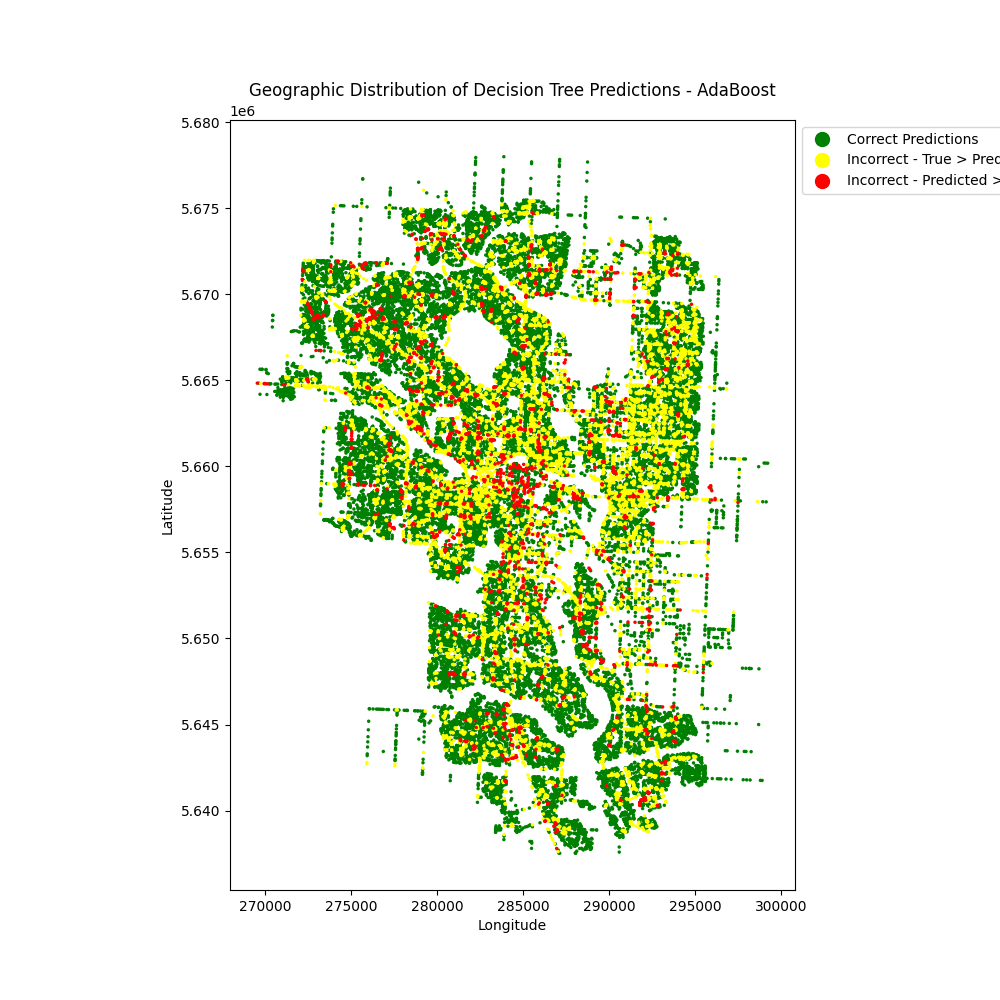 Geographic Distribution of Decision Tree Predictions - AdaBoost
1e6
5.680
5.675
5.670
5.665
5.660
5.655
5.650
5.645
5.640
Latitude
270000 275000 280000 285000 290000 295000 300000
Longitude
Correct Predictions
Incorrect - True > Pred
Incorrect - Predicted >